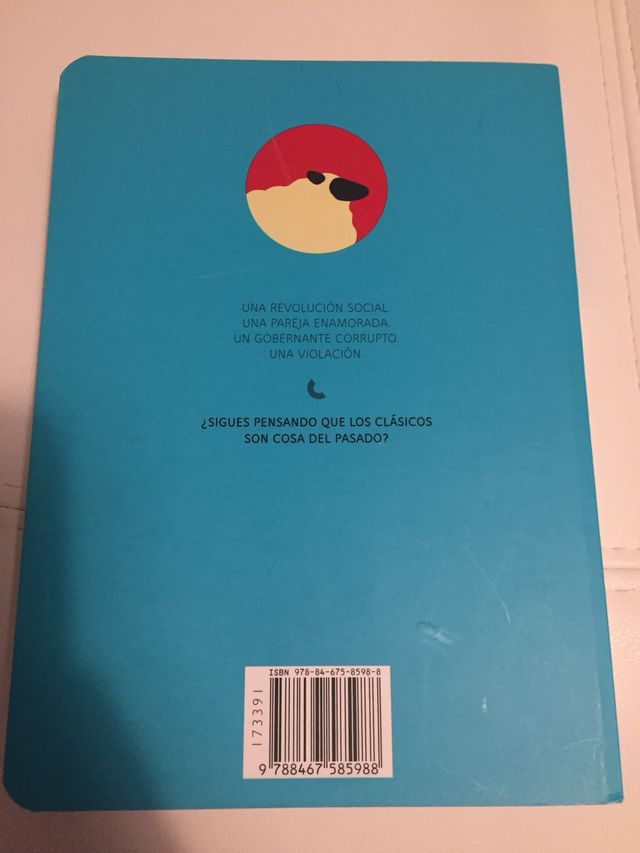 UNA REVOLUCIÓN SOCIAL.
UNA PAREJA ENAMORADA.
UN GOBERNANTE CORRUPTO.
UNA VIOLACIÓN.
¿SIGUES PENSANDO QUE LOS CLÁSICOS
SON COSA DEL PASADO?
ISBN 978-84-675-8598-8
173391
9 788467 585988